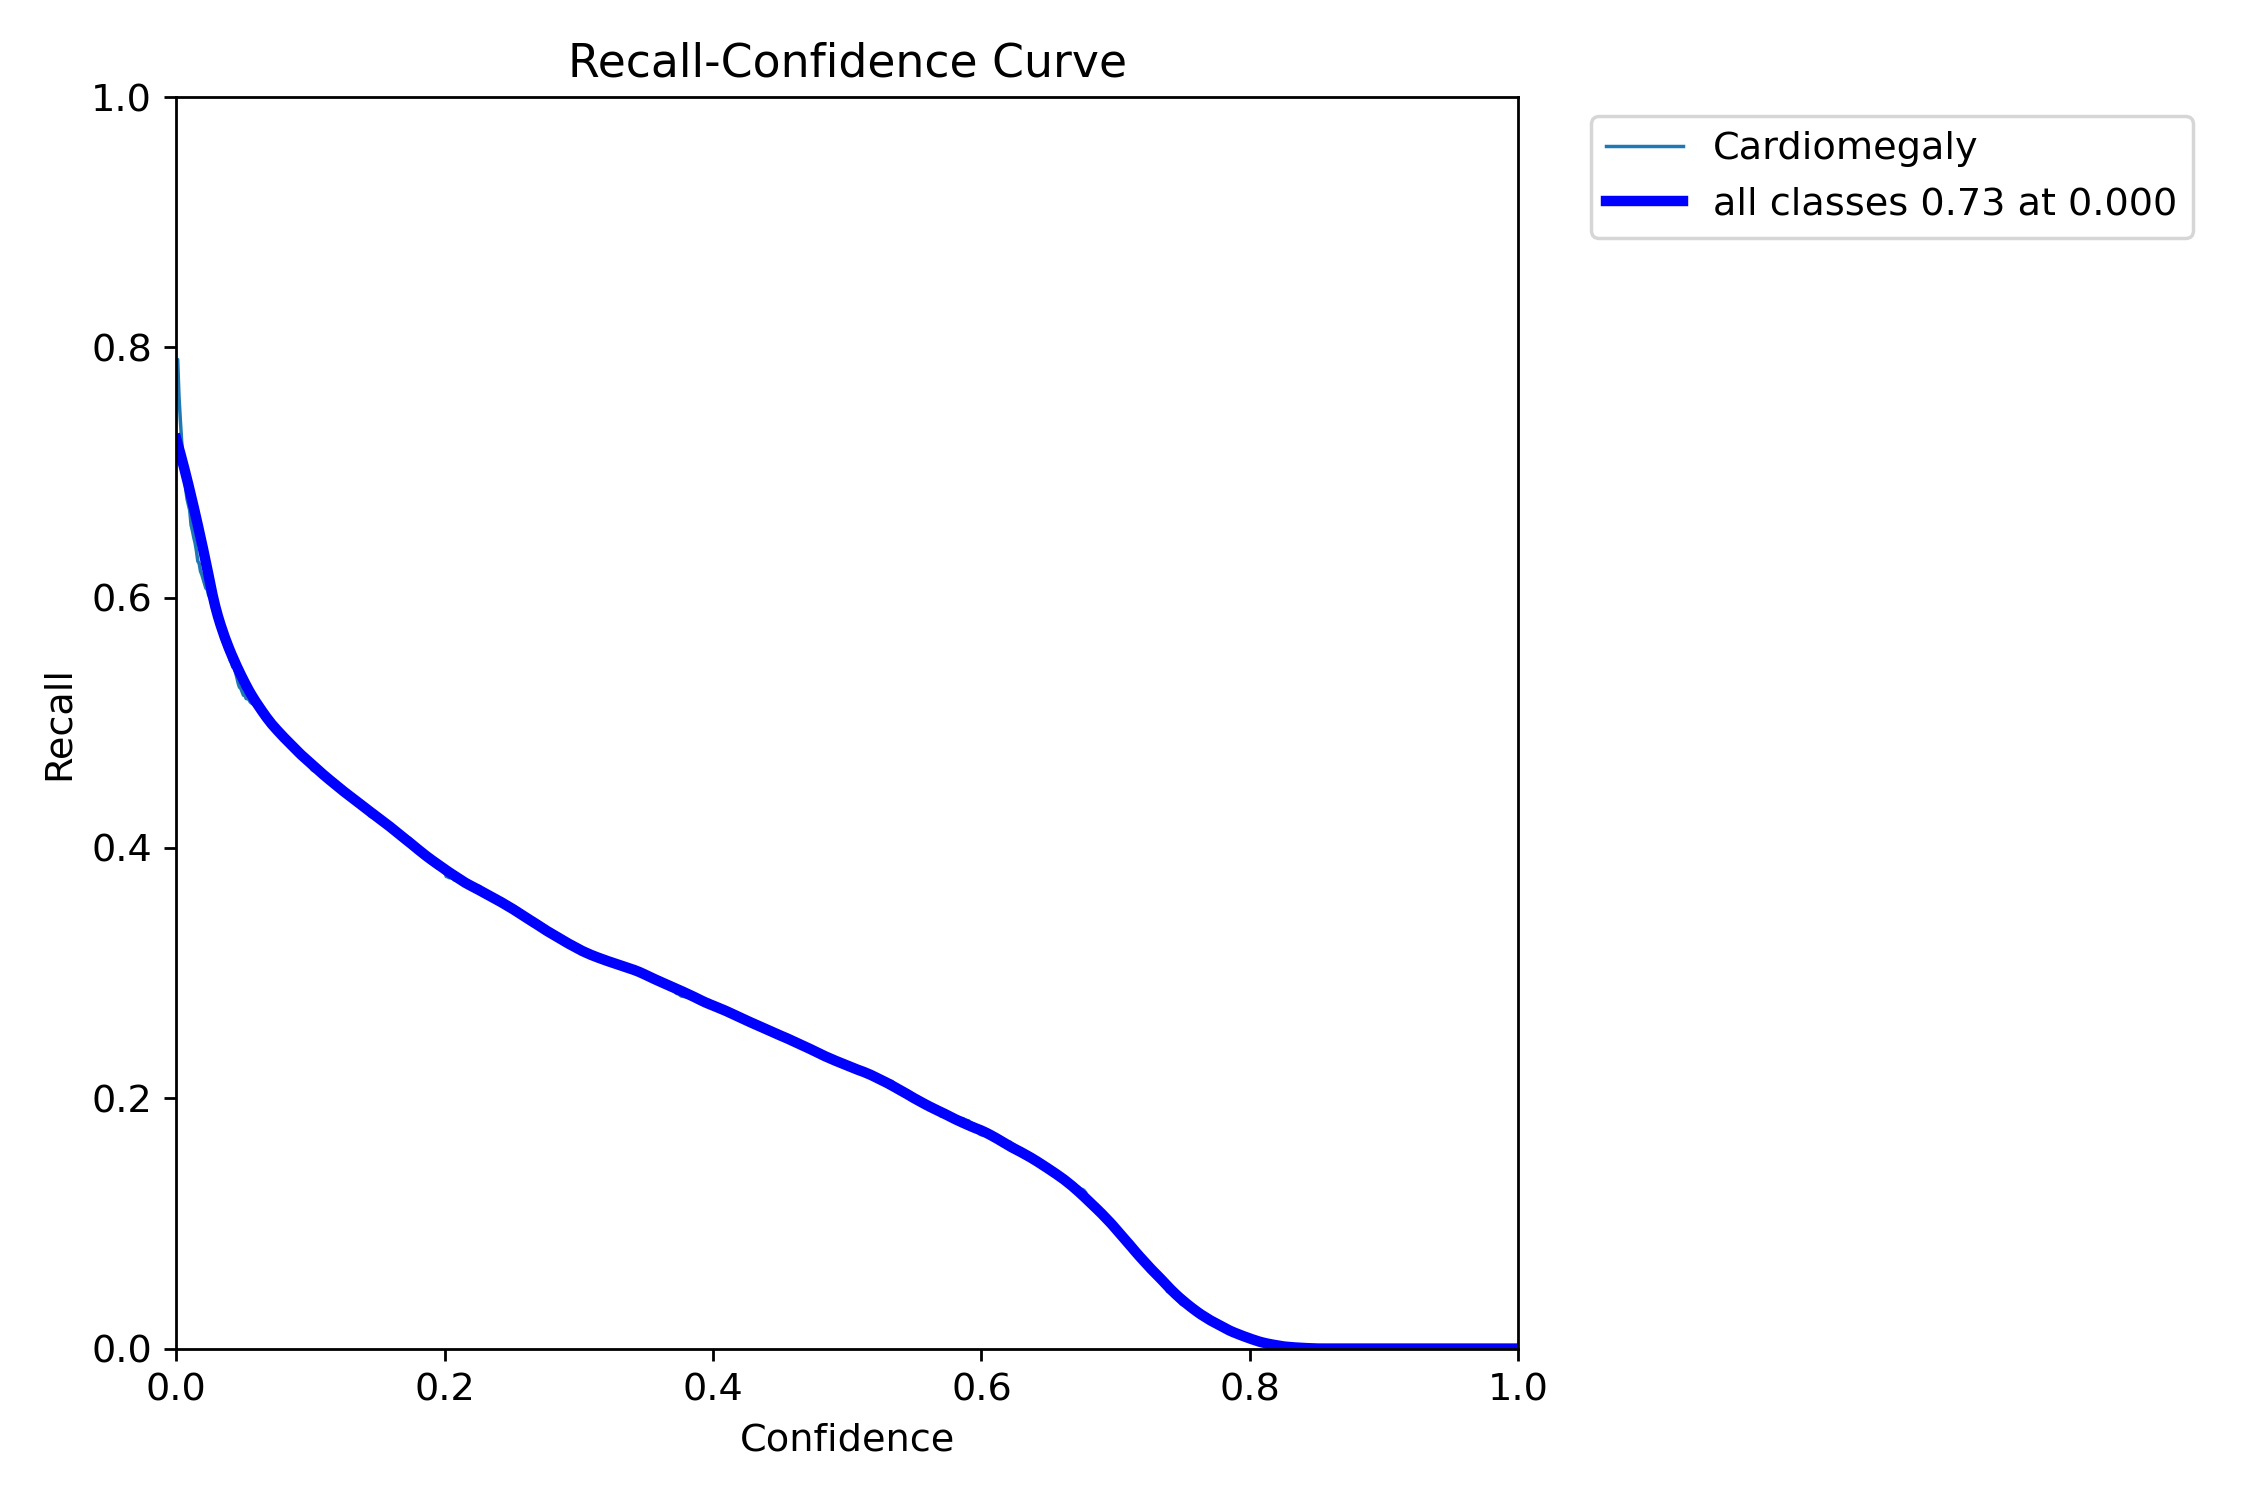 Recall-Confidence Curve
1.0
0.8
0.6
0.4
0.2
0.0
Recall
0.0 0.2 0.4 0.6 0.8 1.0
Confidence
Cardiomegaly
all classes 0.73 at 0.000